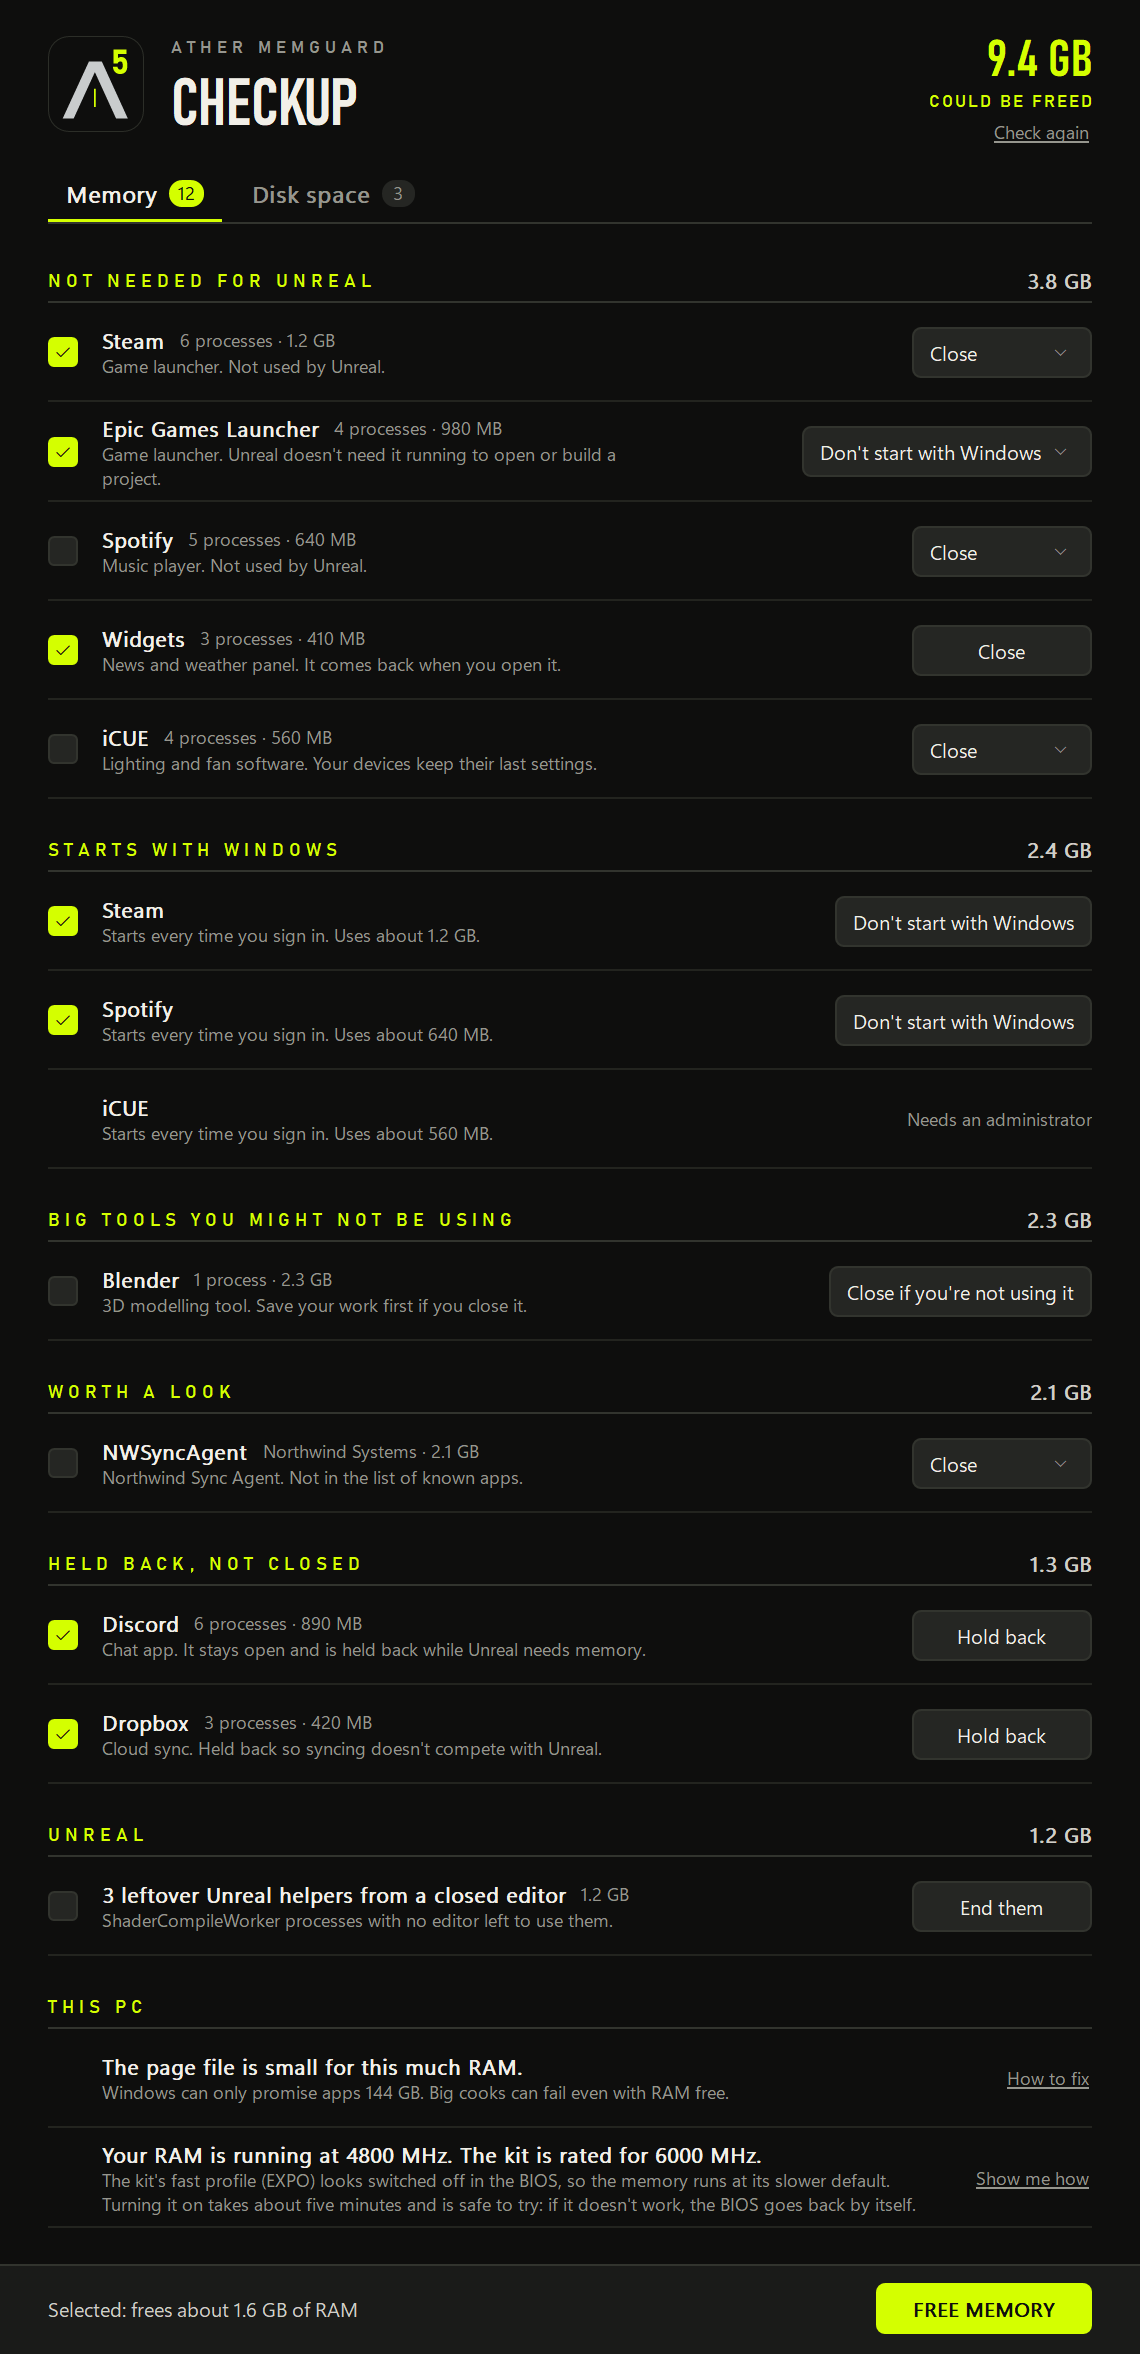 5
ATHER MEMGUARD
CHECKUP
9.4 GB
COULD BE FREED
Check again
Memory 12
Disk space 3
NOT NEEDED FOR UNREAL
3.8 GB
Steam 6 processes · 1.2 GB
Game launcher. Not used by Unreal.
Close
Epic Games Launcher 4 processes · 980 MB
Game launcher. Unreal doesn't need it running to open or build a
project.
Don't start with Windows
Spotify 5 processes · 640 MB
Music player. Not used by Unreal.
Close
Widgets 3 processes · 410 MB
News and weather panel. It comes back when you open it.
Close
iCUE 4 processes · 560 MB
Lighting and fan software. Your devices keep their last settings.
Close
STARTS WITH WINDOWS
2.4 GB
Steam
Starts every time you sign in. Uses about 1.2 GB.
Don't start with Windows
Spotify
Starts every time you sign in. Uses about 640 MB.
Don't start with Windows
iCUE
Starts every time you sign in. Uses about 560 MB.
Needs an administrator
BIG TOOLS YOU MIGHT NOT BE USING
2.3 GB
Blender 1 process · 2.3 GB
3D modelling tool. Save your work first if you close it.
Close if you're not using it
WORTH A LOOK
2.1 GB
NWSyncAgent Northwind Systems · 2.1 GB
Northwind Sync Agent. Not in the list of known apps.
Close
HELD BACK, NOT CLOSED
1.3 GB
Discord 6 processes · 890 MB
Chat app. It stays open and is held back while Unreal needs memory.
Hold back
Dropbox 3 processes · 420 MB
Cloud sync. Held back so syncing doesn't compete with Unreal.
Hold back
UNREAL
1.2 GB
3 leftover Unreal helpers from a closed editor 1.2 GB
ShaderCompileWorker processes with no editor left to use them.
End them
THIS PC
The page file is small for this much RAM.
Windows can only promise apps 144 GB. Big cooks can fail even with RAM free.
How to fix
Your RAM is running at 4800 MHz. The kit is rated for 6000 MHz.
The kit's fast profile (EXPO) looks switched off in the BIOS, so the memory runs at its slower default.
Turning it on takes about five minutes and is safe to try: if it doesn't work, the BIOS goes back by itself.
Show me how
Selected: frees about 1.6 GB of RAM
FREE MEMORY